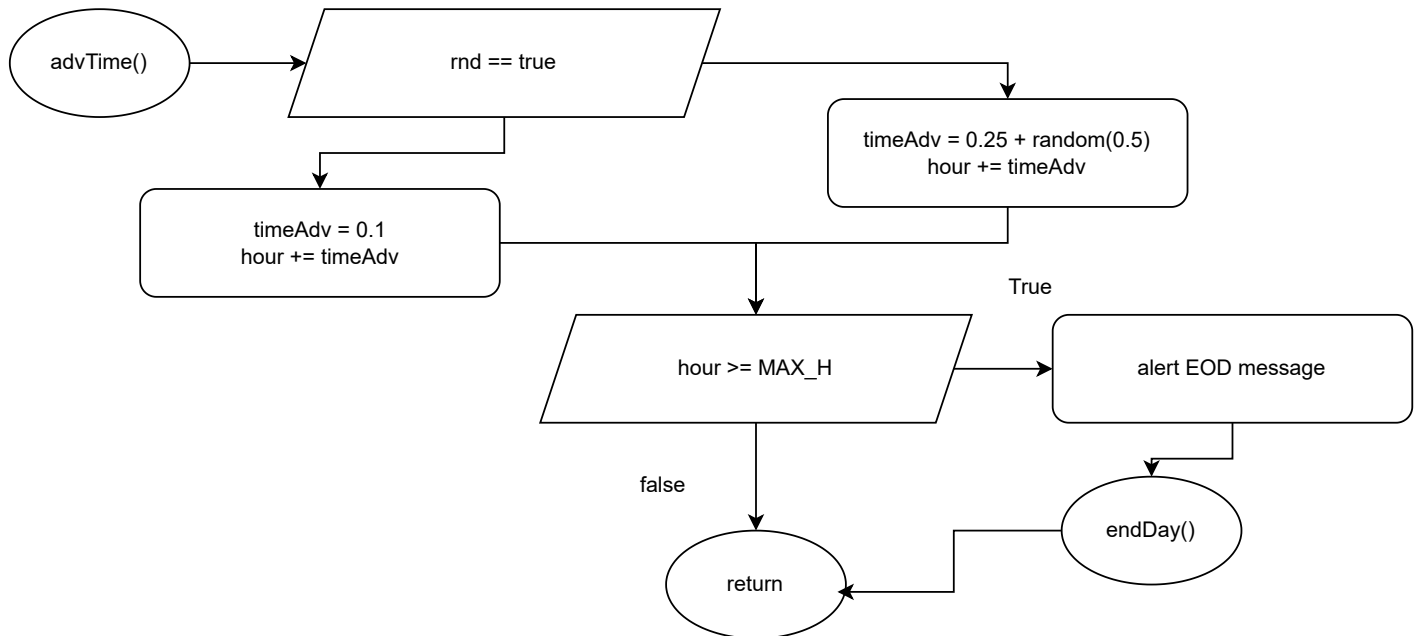 advTime()
rnd == true
timeAdv = 0.25 + random(0.5)
hour += timeAdv
timeAdv = 0.1
hour += timeAdv
True
hour >= MAX_H
alert EOD message
false
endDay()
return